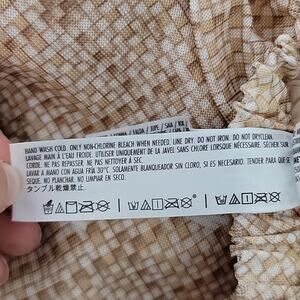 HAND WASH COLD. ONLY NON-CHLORINE BLEACH WHEN NEEDED. LINE DRY. DO NOT IRON. DO NOT DRYCLEAN.
LAVAGE MAIN À L'EAU FROIDE. UTILISER UNIQUEMENT DE LA JAVEL SANS CHLORE LORSQUE NÉCESSAIRE. SÉCHER SUR
CORDE. NE PAS REPASSER. NE PAS NETTOYER À SEC.
LAVAR A MANO CON AGUA FRÍA 30°C. SOLAMENTE BLANQUEADOR SIN CLORO, SI ES NECESARIO. TENDER PARA SE
SEQUE. NO PLANCHAR. NO LIMPIAR EN SECO.
タンブル乾燥禁止。